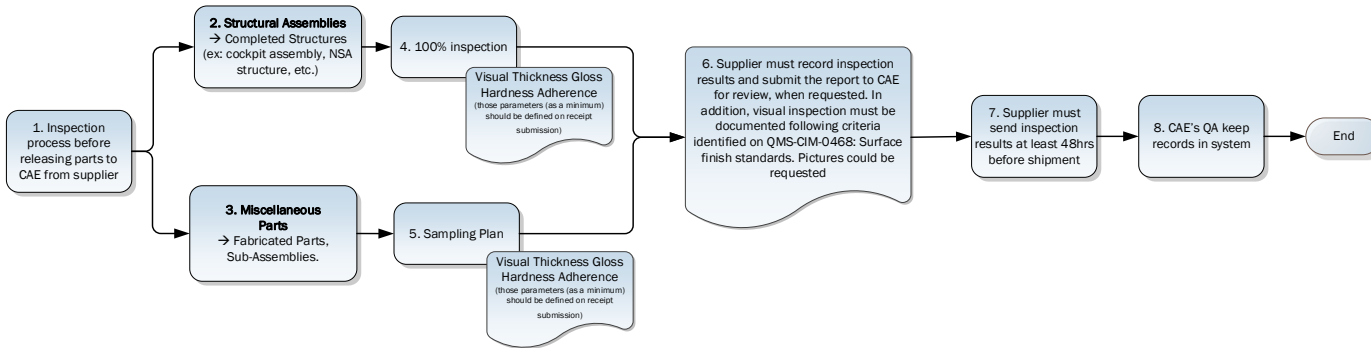 1. Inspection
process before
releasing parts to
CAE from supplier
2. Structural Assemblies
→ Completed Structures
(ex: cockpit assembly, NSA
structure, etc.)
4. 100% inspection
Visual Thickness Gloss
Hardness Adherence
(those parameters (as a minimum)
should be defined on receipt
submission)
3. Miscellaneous
Parts
→ Fabricated Parts,
Sub-Assemblies.
5. Sampling Plan
Visual Thickness Gloss
Hardness Adherence
(those parameters (as a minimum)
should be defined on receipt
submission)
6. Supplier must record inspection
results and submit the report to CAE
for review, when requested. In
addition, visual inspection must be
documented following criteria
identified on QMS-CIM-0468: Surface
finish standards. Pictures could be
requested
7. Supplier must
send inspection
results at least 48hrs
before shipment
8. CAE's QA keep
records in system
End